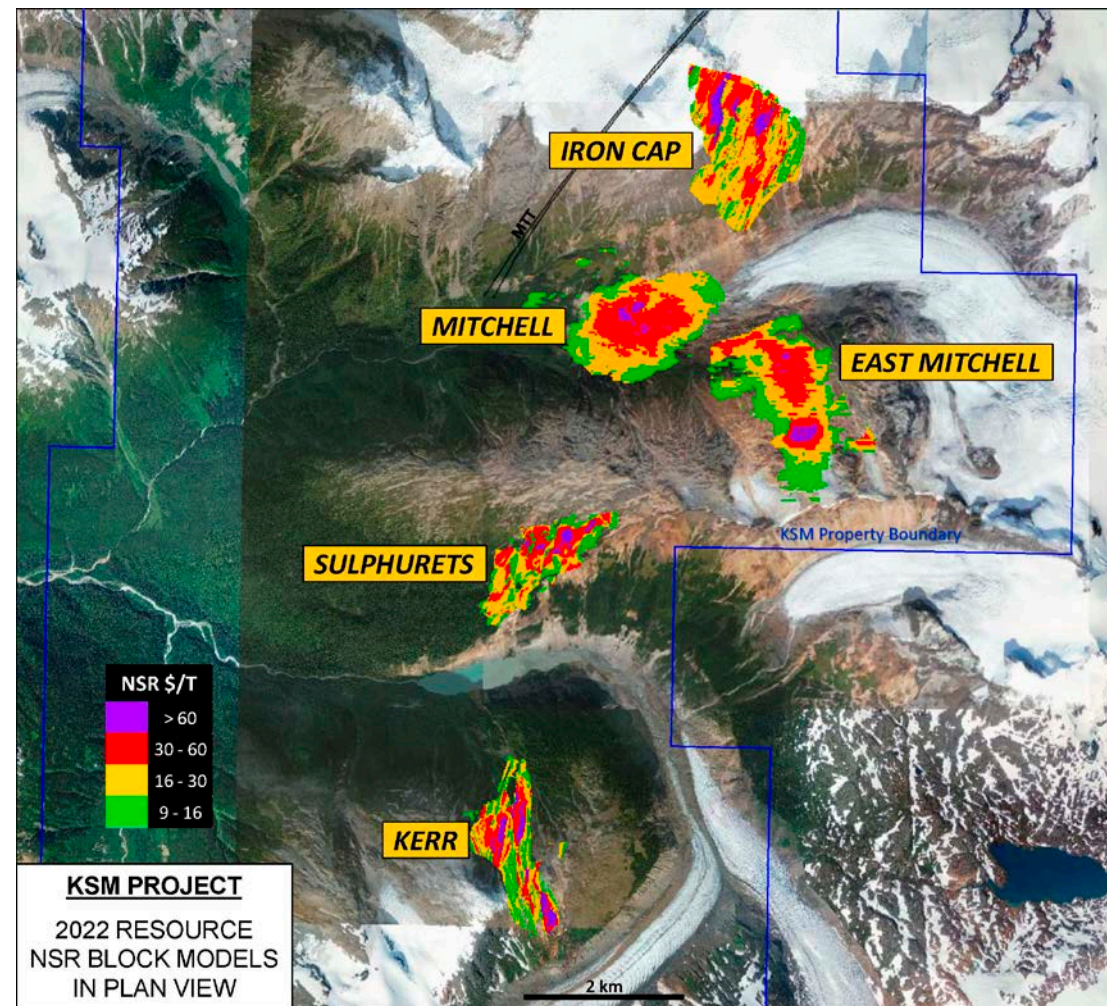 IRON CAP
MTT
MITCHELL
EAST MITCHELL
KSM Property Boundary
SULPHURETS
NSR $/T
> 60
30 - 60
16 - 30
9 - 16
KERR
KSM PROJECT
2022 RESOURCE
NSR BLOCK MODELS
IN PLAN VIEW
2 km